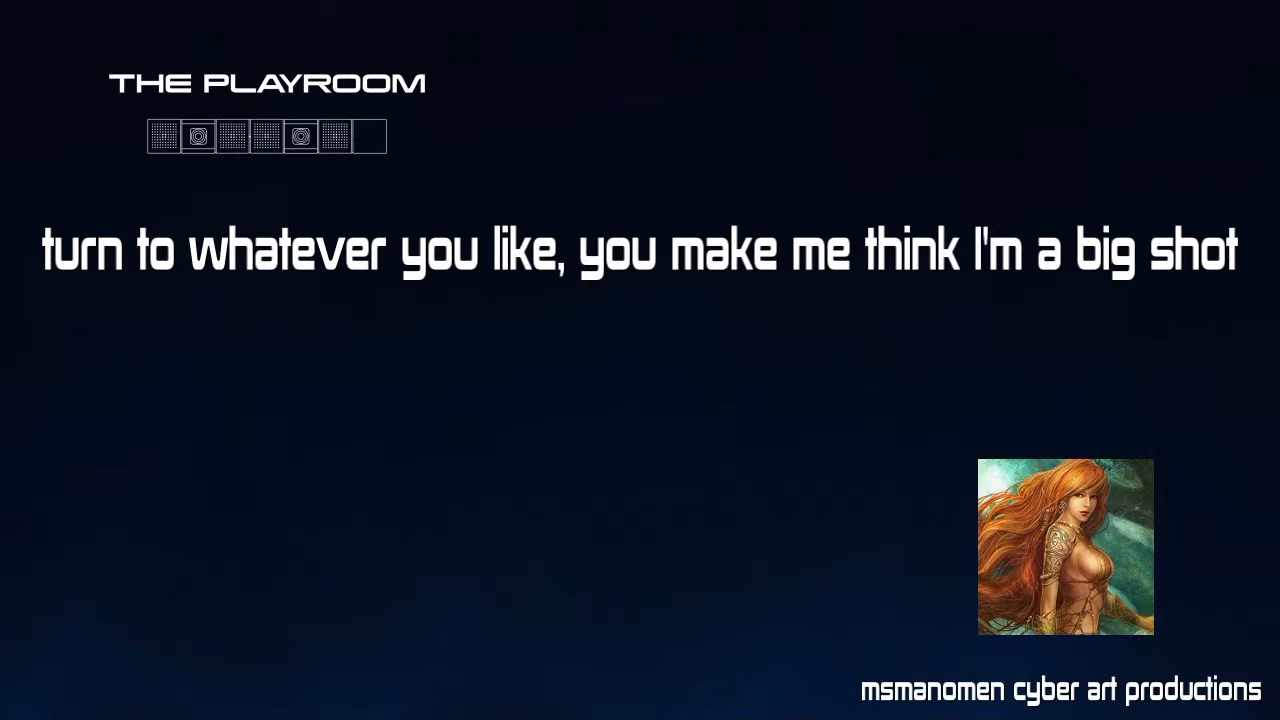 THE PLAYROOM
turn to whatever you like, you make me think I'm a big shot
msmanomen cyber art productions